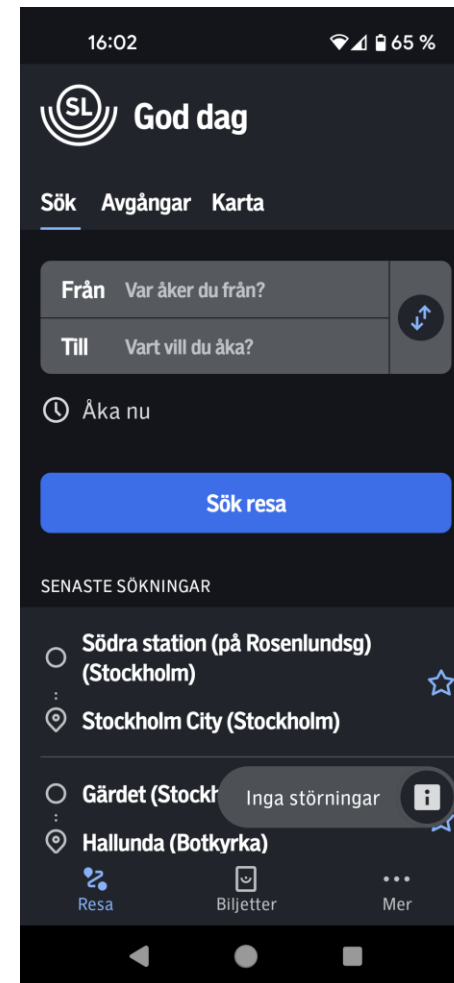 16:02
65 %
SL
God dag
Sök Avgångar Karta
Från Var åker du från?
Till Vart vill du åka?
Åka nu
Sök resa
SENASTE SÖKNINGAR
Södra station (på Rosenlundsg)
(Stockholm)
Stockholm City (Stockholm)
Gärdet
Inga störningar
Hallunda (Botkyrka)
Resa Biljetter Mer